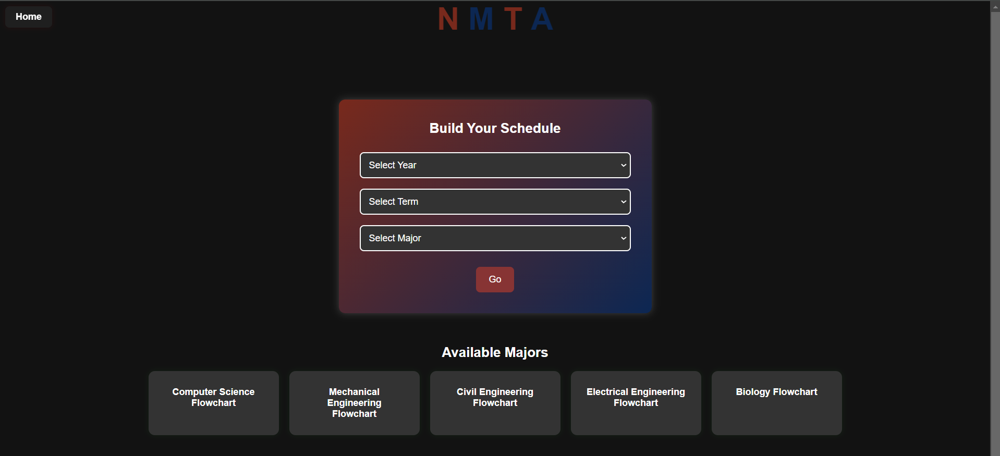 Home
N M T A
Build Your Schedule
Select Year
Select Term
Select Major
Go
Available Majors
Computer Science
Flowchart
Mechanical
Engineering
Flowchart
Civil Engineering
Flowchart
Electrical Engineering
Flowchart
Biology Flowchart